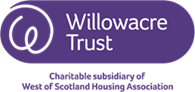 Willowacre
Trust
Charitable subsidiary of
West of Scotland Housing Association